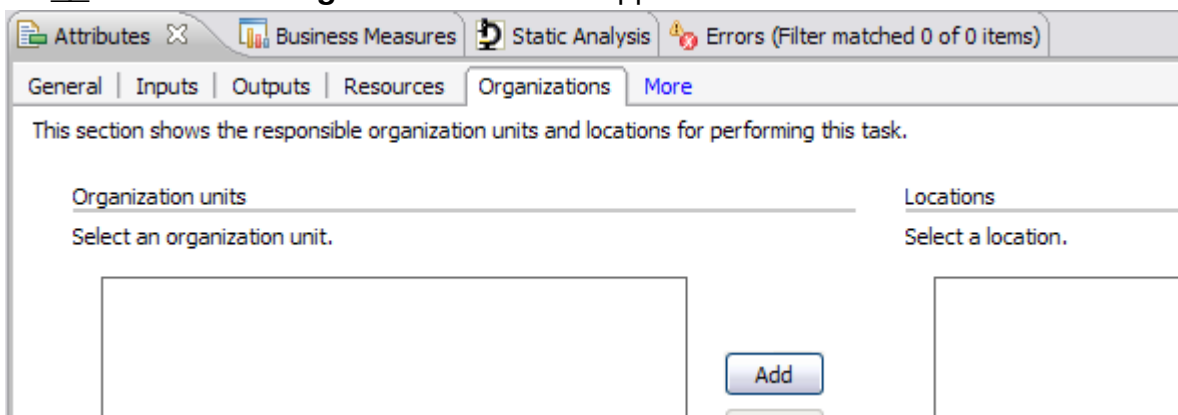 Attributes Business Measures Static Analysis Errors (Filter matched 0 of 0 items)
General Inputs Outputs Resources Organizations More
This section shows the responsible organization units and locations for performing this task.
Organization units Locations
Select an organization unit. Select a location.
Add